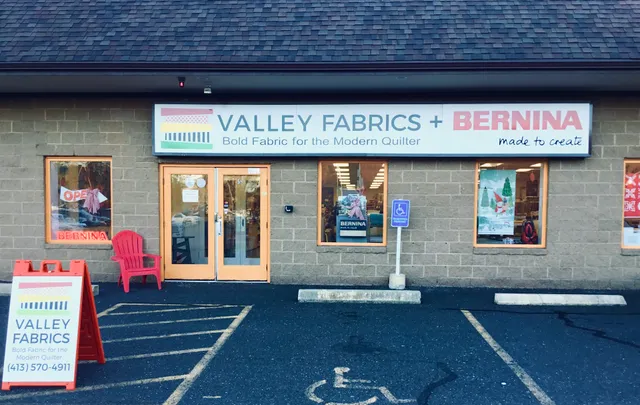 VALLEY FABRICS + BERNINA
Bold Fabric for the Modern Quilter
made to create
OPEN
BERNINA
BERNINA
VALLEY
FABRICS
Bold Fabric for the
Modern Quilter
(413) 570-4911